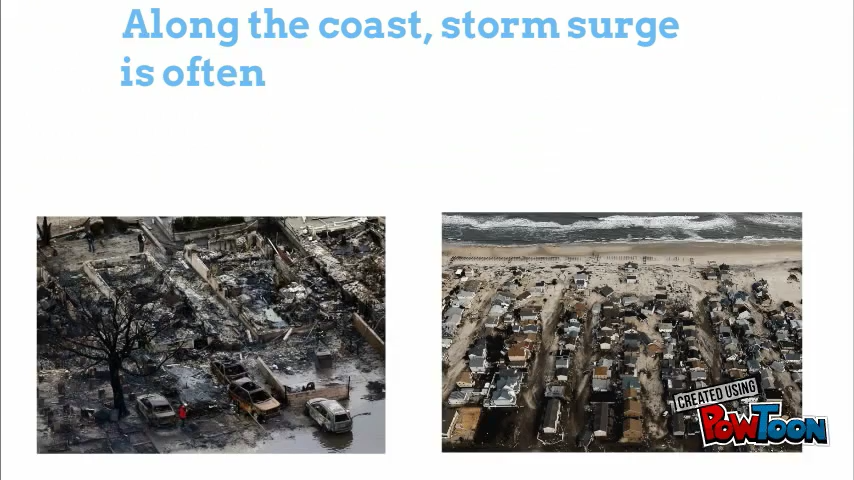 Along the coast, storm surge
is often
CREATED USING
POWTOON